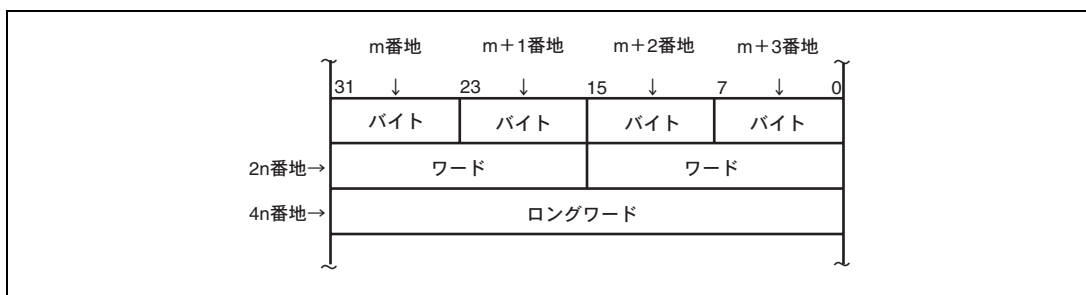 m番地 m+1番地 m+2番地 m+3番地
31 ↓ 23 ↓ 15 ↓ 7 ↓ 0
バイト バイト バイト バイト
2n番地→ ワード ワード
4n番地→ ロングワード